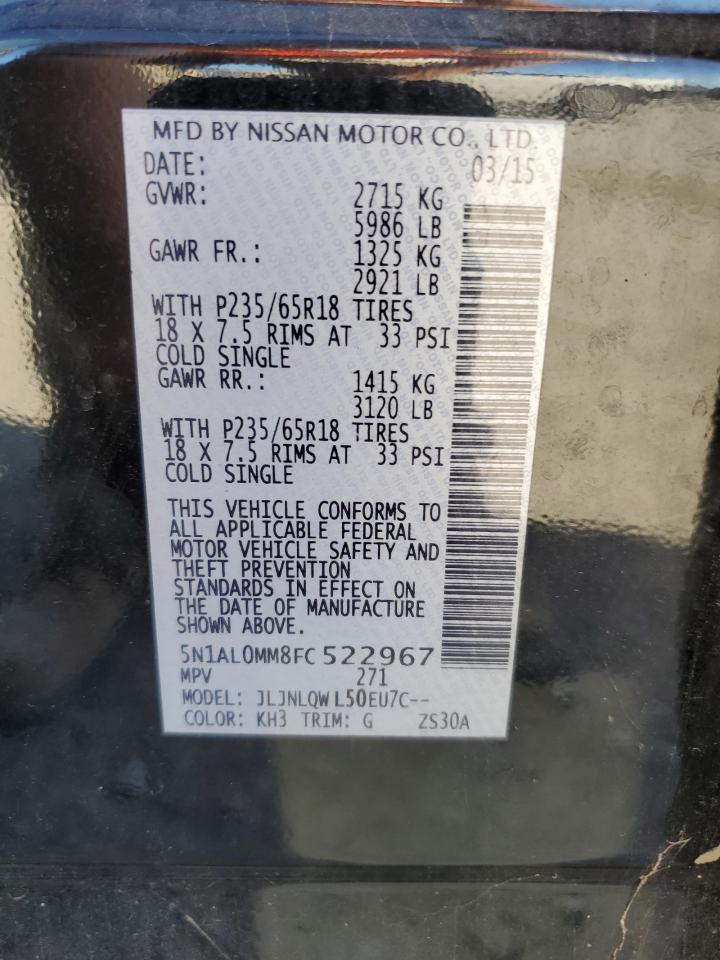 MFD BY NISSAN MOTOR CO., LTD
DATE: 03/15
GVWR: 2715 KG
5986 LB
GAWR FR.: 1325 KG
2921 LB
WITH P235/65R18 TIRES
18 X 7.5 RIMS AT 33 PSI
COLD SINGLE
GAWR RR.: 1415 KG
3120 LB
WITH P235/65R18 TIRES
18 X 7.5 RIMS AT 33 PSI
COLD SINGLE
THIS VEHICLE CONFORMS TO
ALL APPLICABLE FEDERAL
MOTOR VEHICLE SAFETY AND
THEFT PREVENTION
STANDARDS IN EFFECT ON
THE DATE OF MANUFACTURE
SHOWN ABOVE.
5N1AL0MM8FC 522967
MPV 271
MODEL: JLJNLQW L50EU7C--
COLOR: KH3 TRIM: G ZS30A